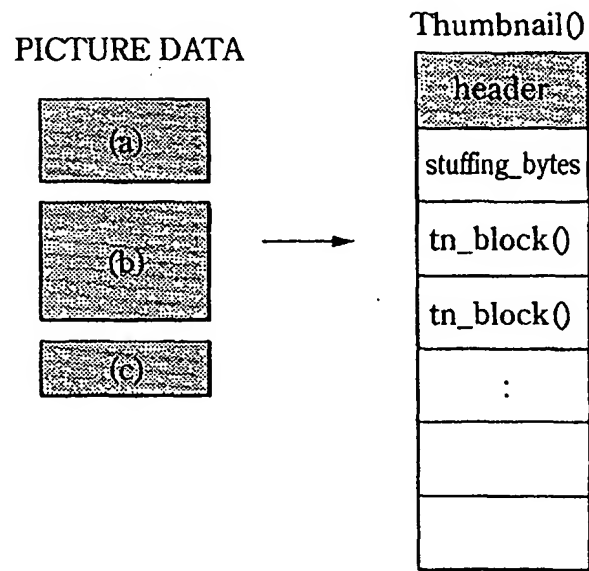 PICTURE DATA
(a)
(b)
(c)
Thumbnail()
header
stuffing_bytes
tn_block()
tn_block()
: